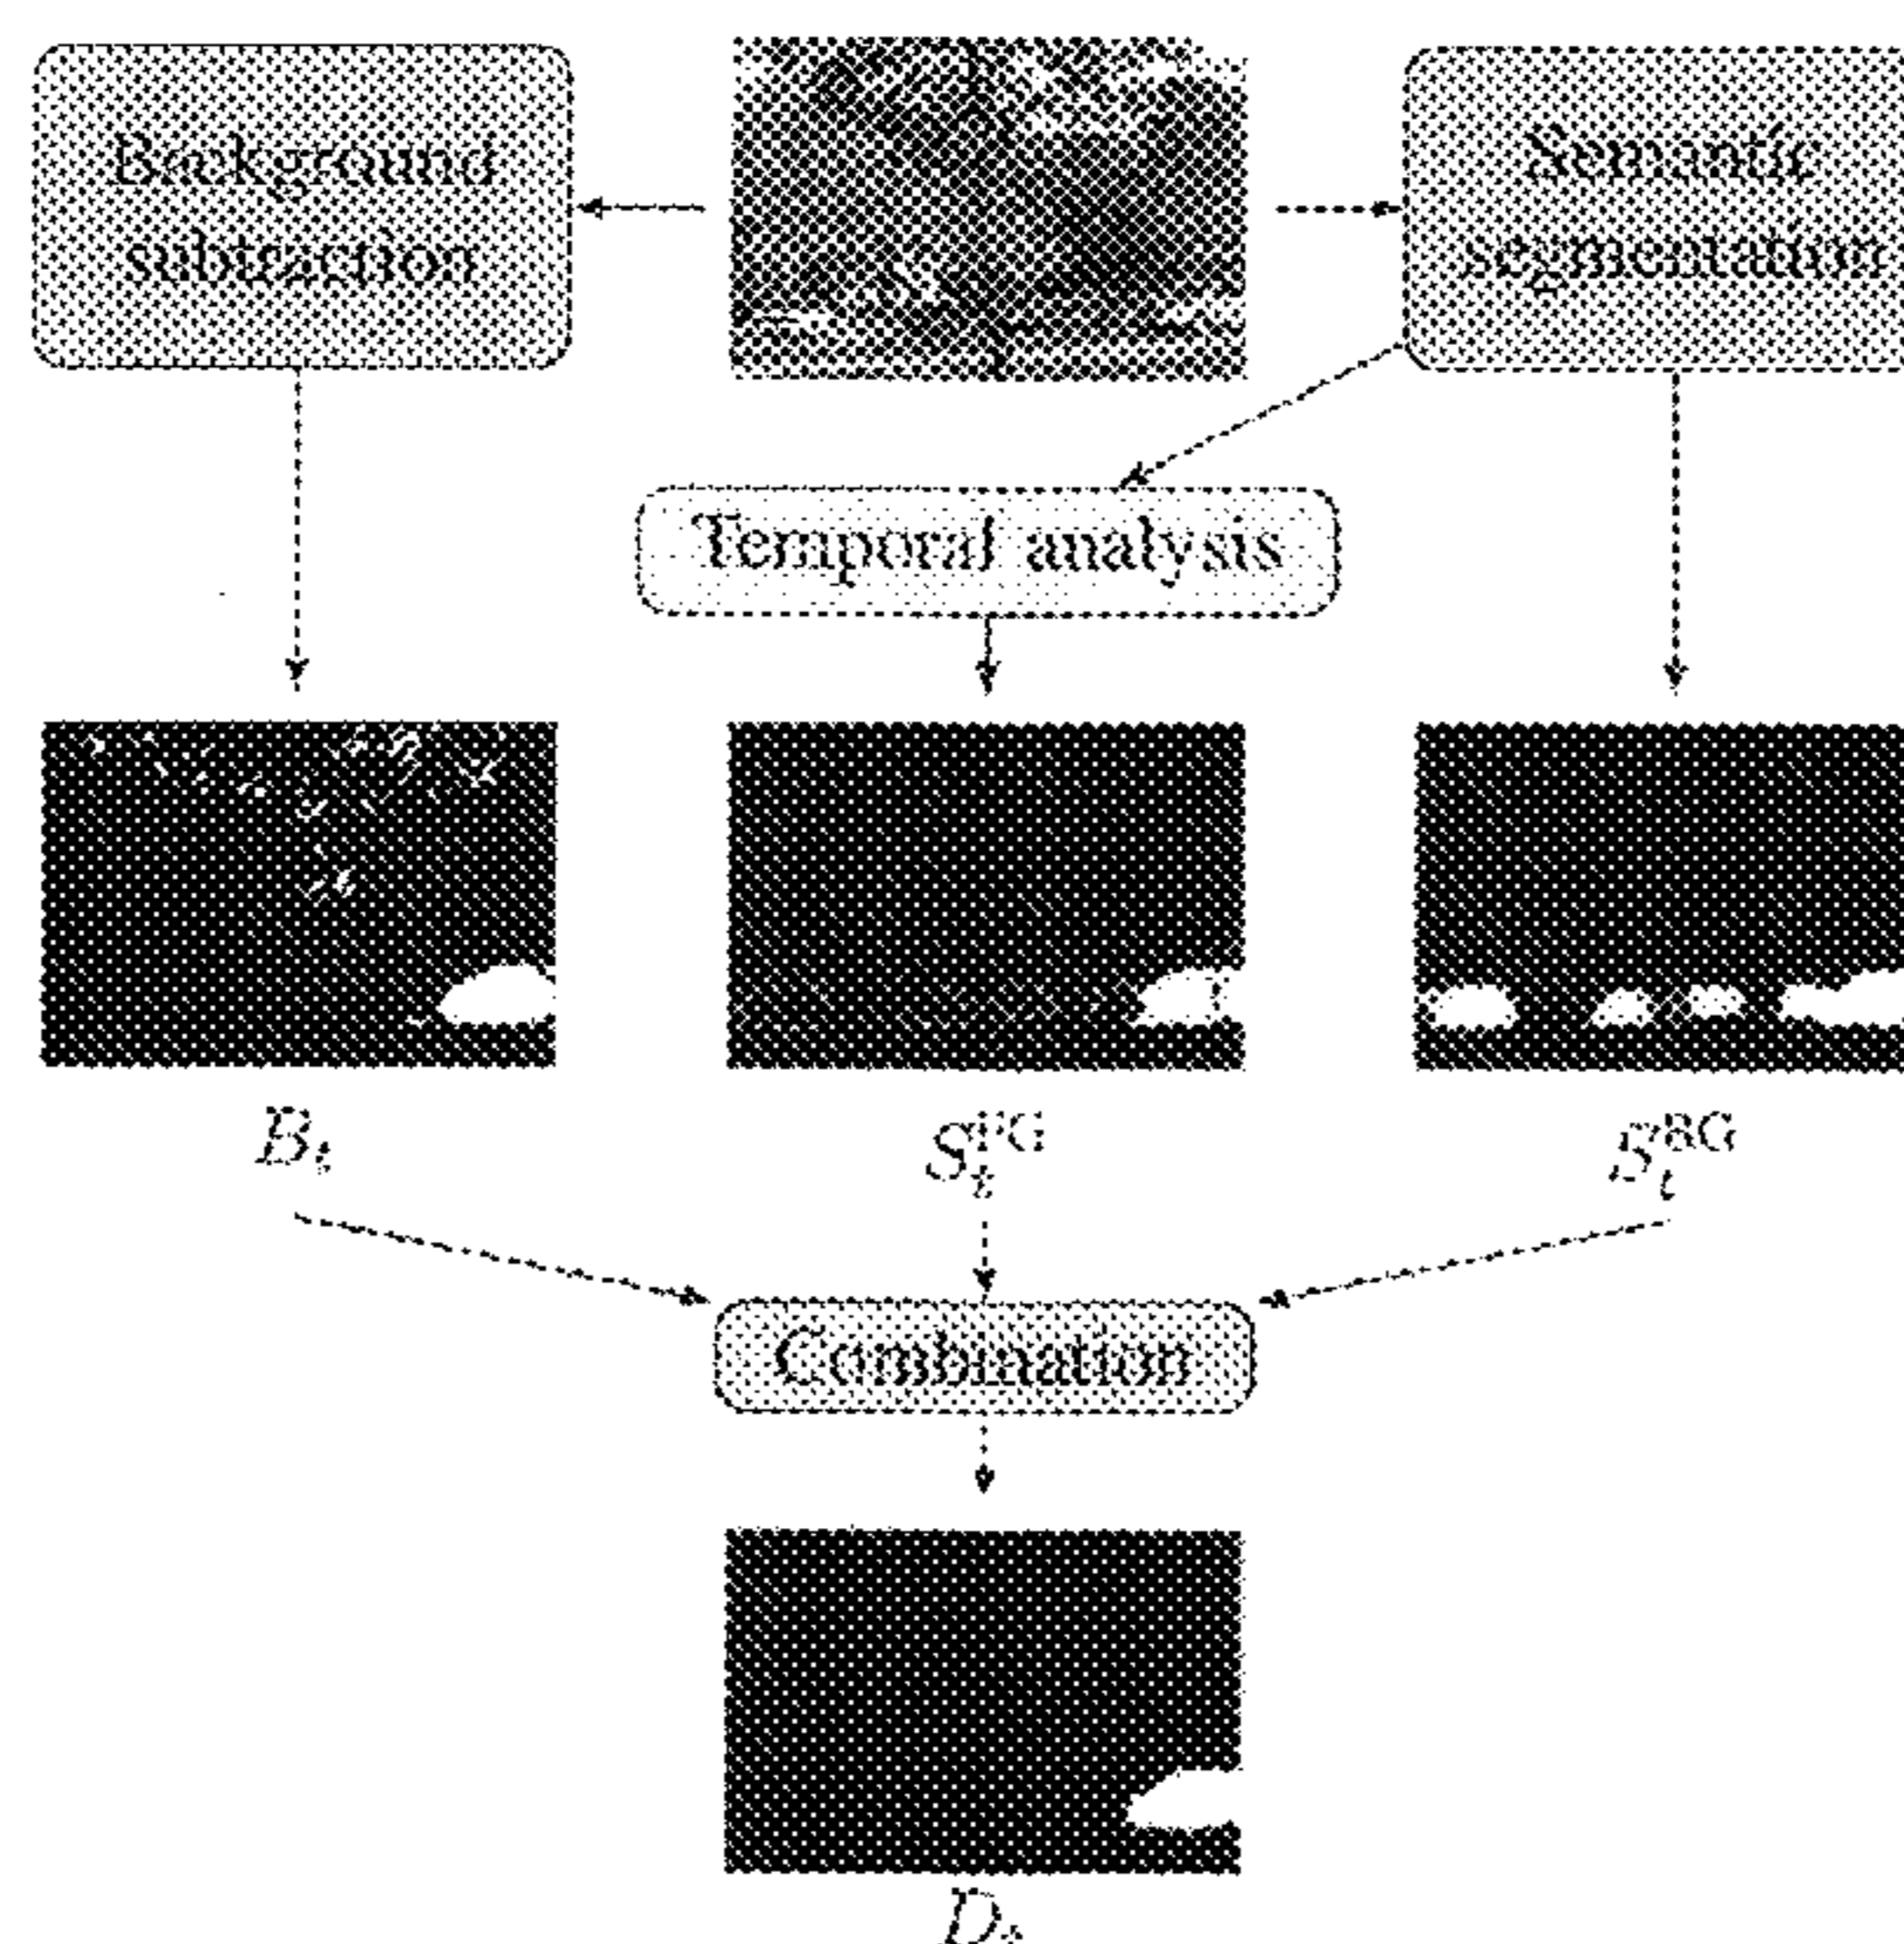 Background
subtraction
Semantic
segmentation
Temporal analysis
B_t
S_t^FG
S_t^BG
Combination
D_t